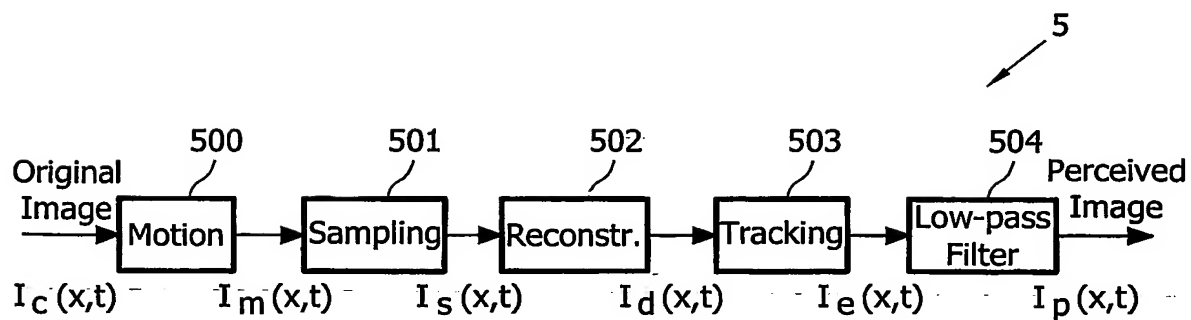 5
500
501
502
503
504
Original
Image
Perceived
Image
Motion
Sampling
Reconstr.
Tracking
Low-pass
Filter
I_c(x,t)
I_m(x,t)
I_s(x,t)
I_d(x,t)
I_e(x,t)
I_p(x,t)